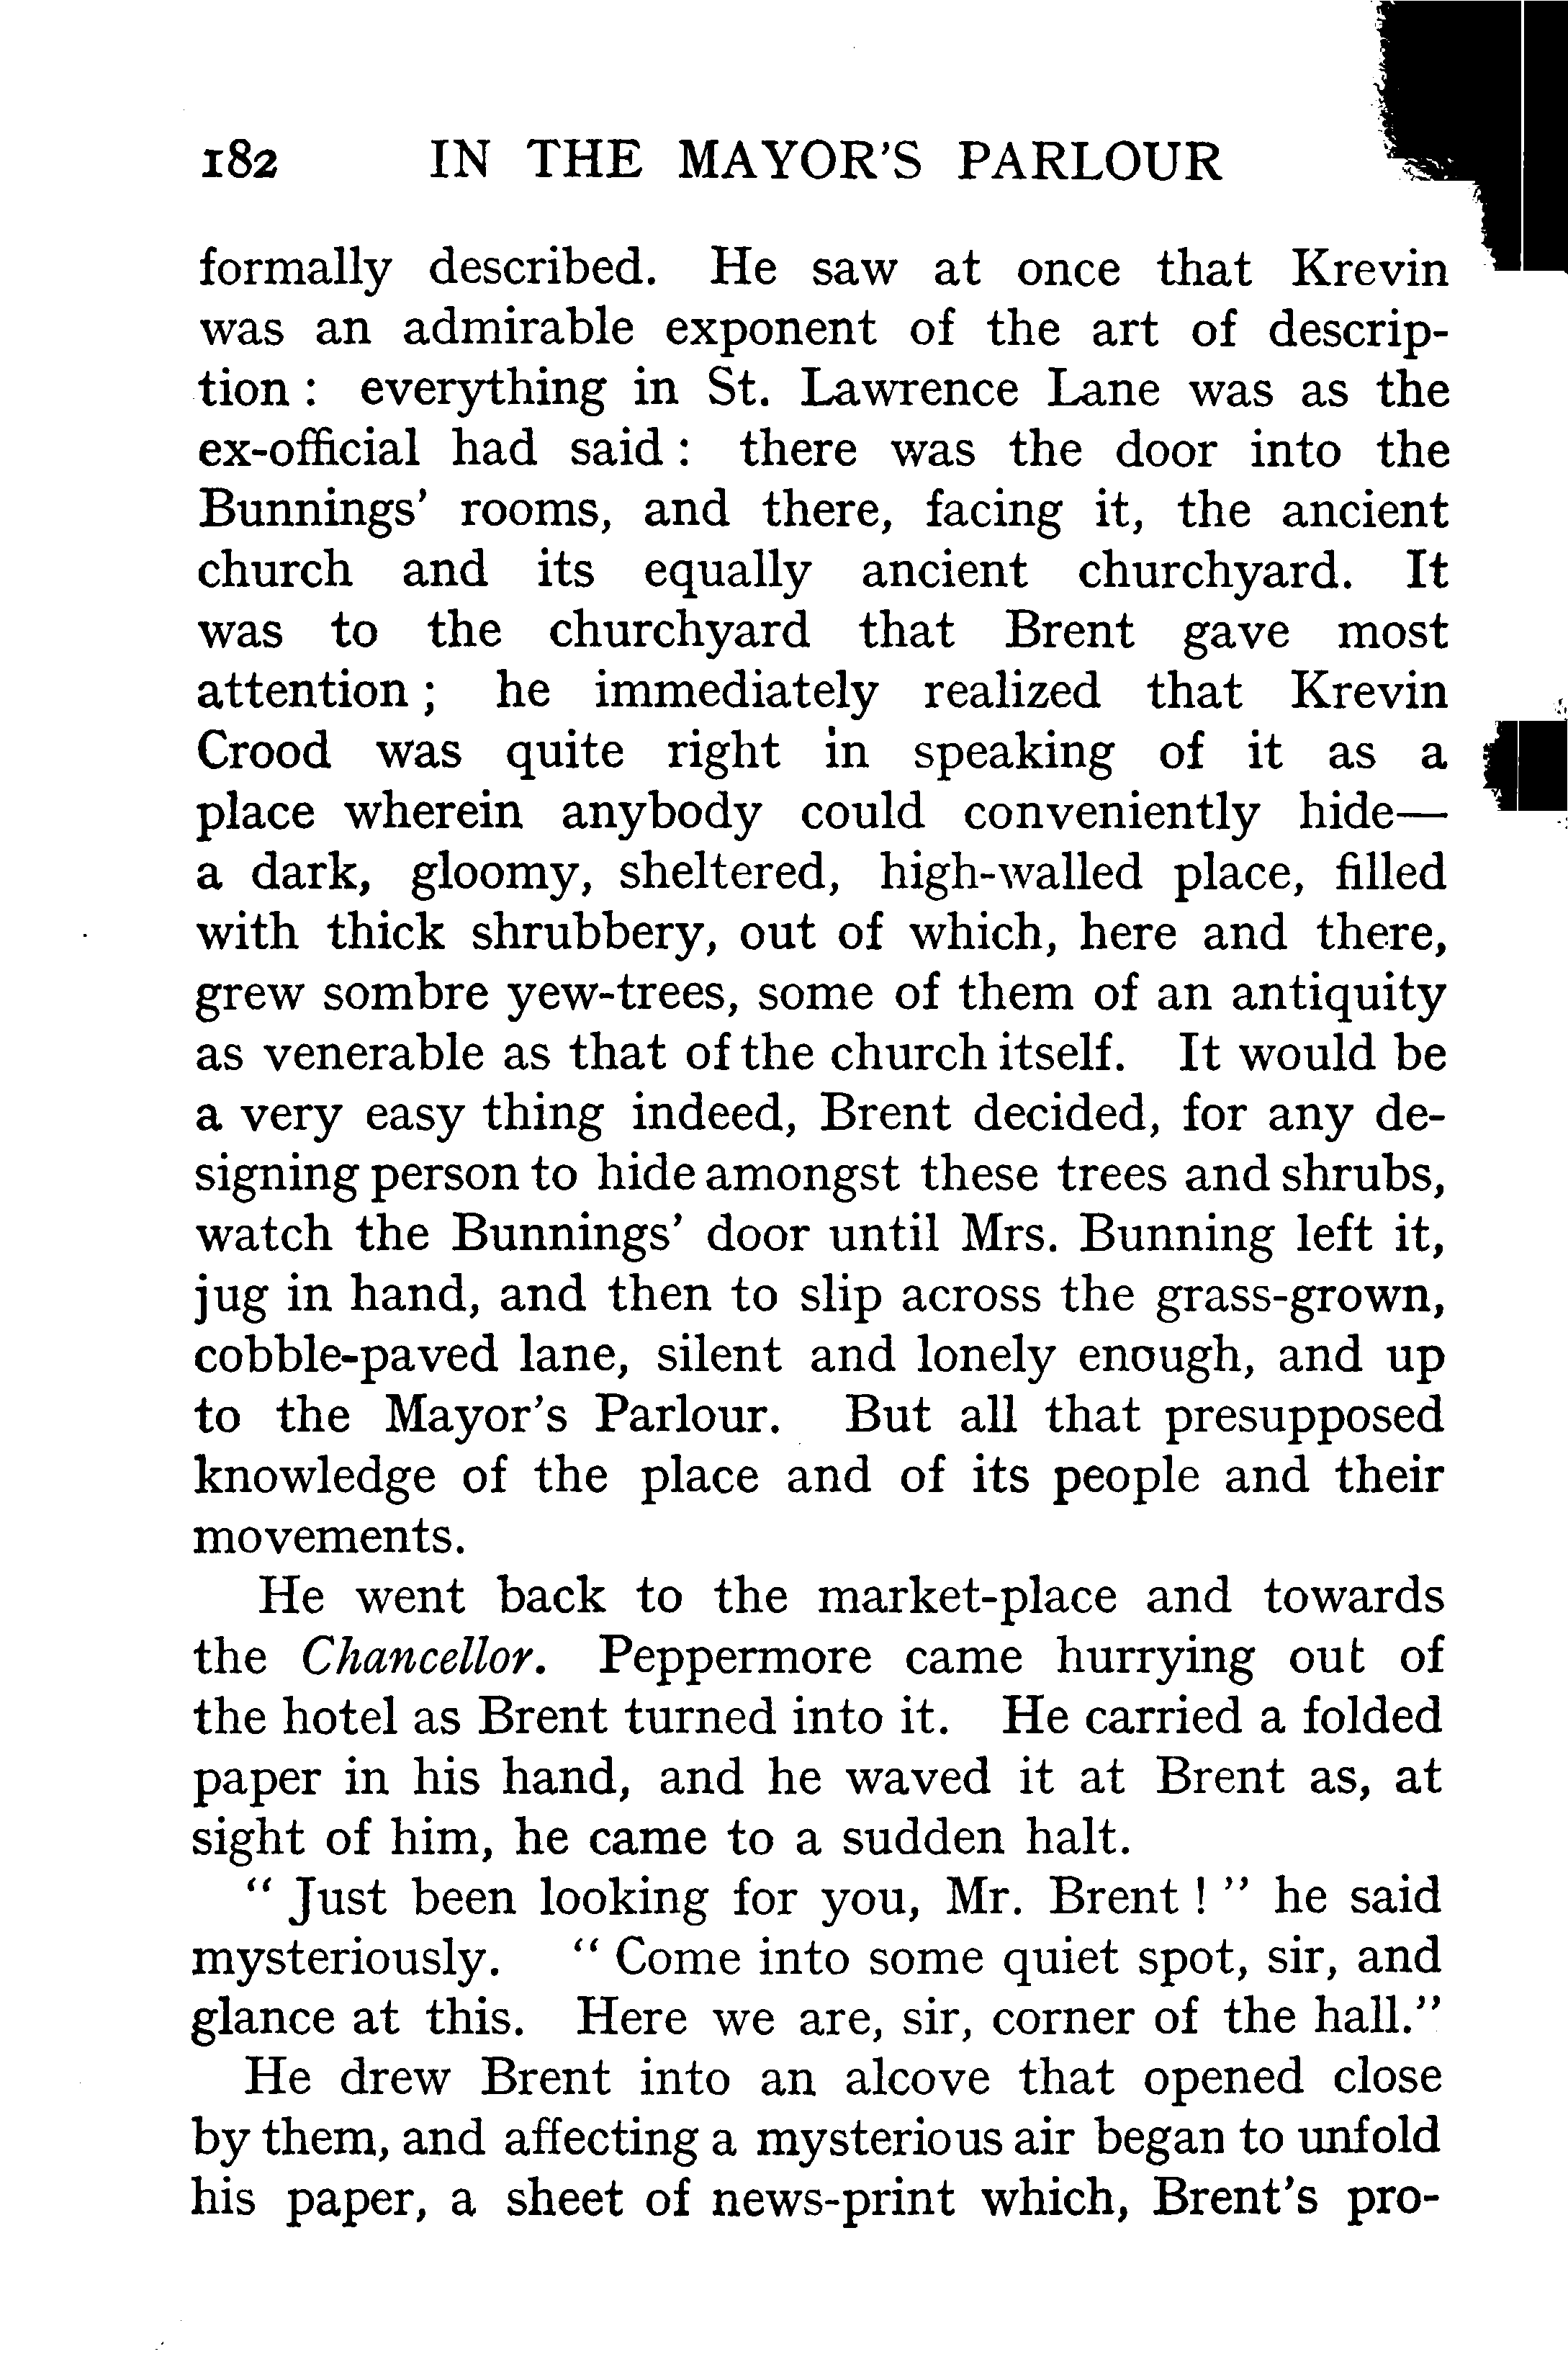 182 IN THE MAYOR'S PARLOUR
formally described. He saw at once that Krevin
was an admirable exponent of the art of descrip-
tion : everything in St. Lawrence Lane was as the
ex-official had said : there was the door into the
Bunnings' rooms, and there, facing it, the ancient
church and its equally ancient churchyard. It
was to the churchyard that Brent gave most
attention ; he immediately realized that Krevin
Crood was quite right in speaking of it as a
place wherein anybody could conveniently hide—
a dark, gloomy, sheltered, high-walled place, filled
with thick shrubbery, out of which, here and there,
grew sombre yew-trees, some of them of an antiquity
as venerable as that of the church itself. It would be
a very easy thing indeed, Brent decided, for any de-
signing person to hide amongst these trees and shrubs,
watch the Bunnings' door until Mrs. Bunning left it,
jug in hand, and then to slip across the grass-grown,
cobble-paved lane, silent and lonely enough, and up
to the Mayor's Parlour. But all that presupposed
knowledge of the place and of its people and their
movements.
He went back to the market-place and towards
the Chancellor. Peppermore came hurrying out of
the hotel as Brent turned into it. He carried a folded
paper in his hand, and he waved it at Brent as, at
sight of him, he came to a sudden halt.
“ Just been looking for you, Mr. Brent ! ” he said
mysteriously. “ Come into some quiet spot, sir, and
glance at this. Here we are, sir, corner of the hall.”
He drew Brent into an alcove that opened close
by them, and affecting a mysterious air began to unfold
his paper, a sheet of news-print which, Brent's pro-